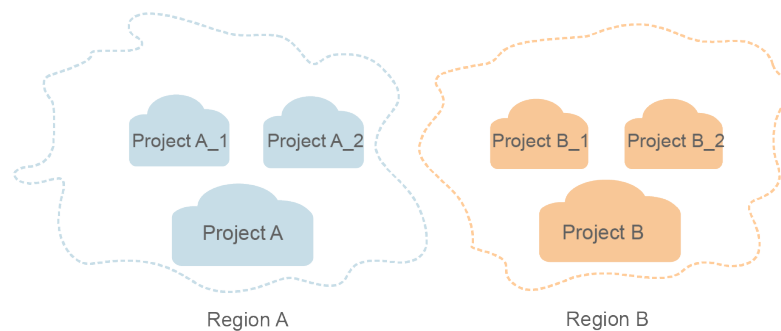 Project A_1
Project A_2
Project A
Region A
Project B_1
Project B_2
Project B
Region B